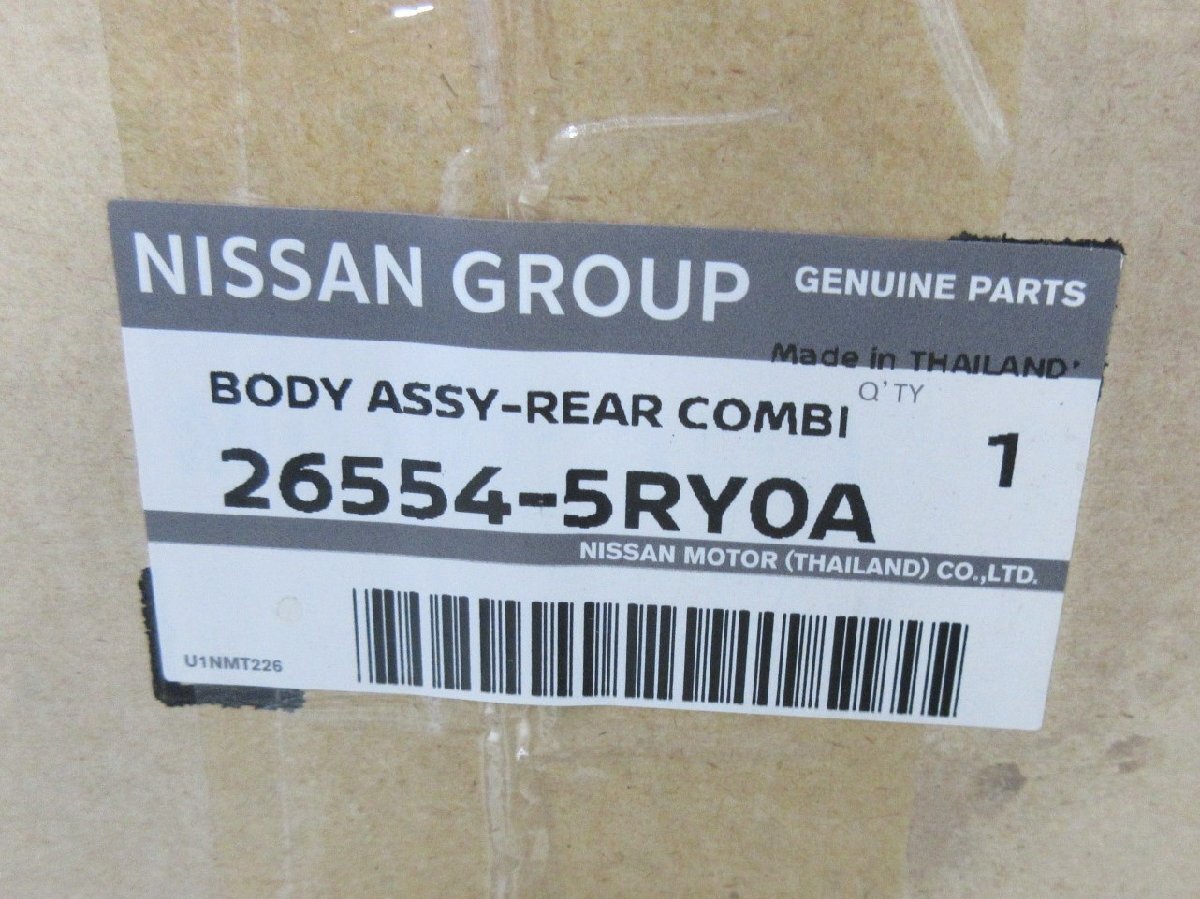 NISSAN GROUP GENUINE PARTS
Made in THAILAND
BODY ASSY-REAR COMBI Q'TY
26554-5RY0A 1
NISSAN MOTOR (THAILAND) CO.,LTD.
U1NMT226